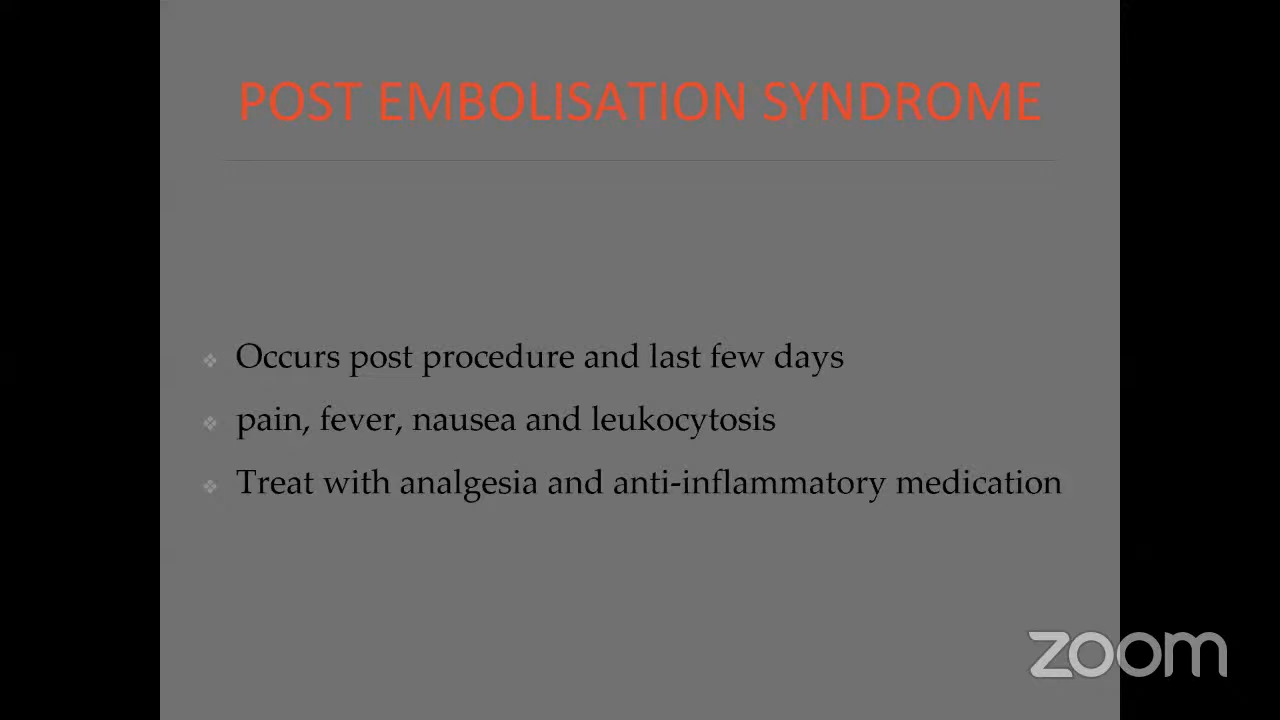 POST EMBOLISATION SYNDROME
Occurs post procedure and last few days
pain, fever, nausea and leukocytosis
Treat with analgesia and anti-inflammatory medication
zoom